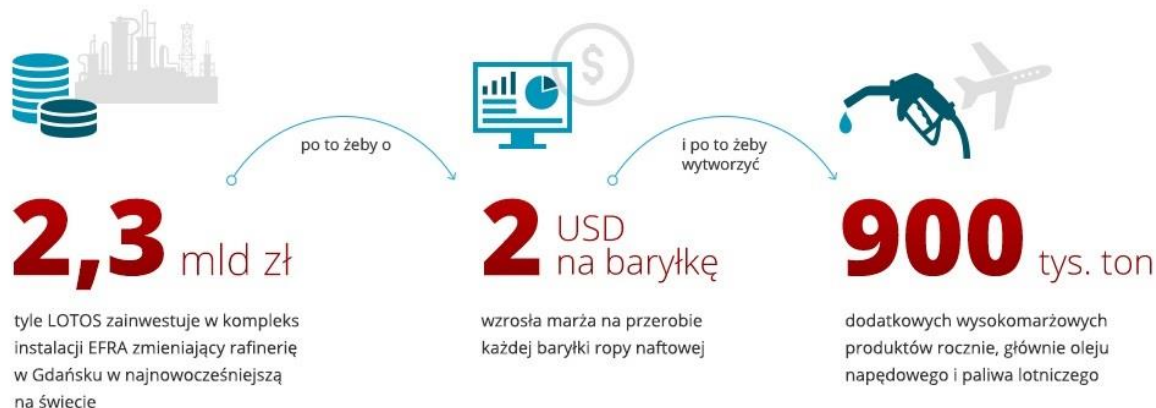 po to żeby o
i po to żeby
wytworzyć
2,3 mld zł
tyle LOTOS zainwestuje w kompleks
instalacji EFRA zmieniający rafinerię
w Gdańsku w najnowocześniejszą
na świecie
2 USD
na baryłkę
wzrosła marża na przerobie
każdej baryłki ropy naftowej
900 tys. ton
dodatkowych wysokomarżowych
produktów rocznie, głównie oleju
napędowego i paliwa lotniczego